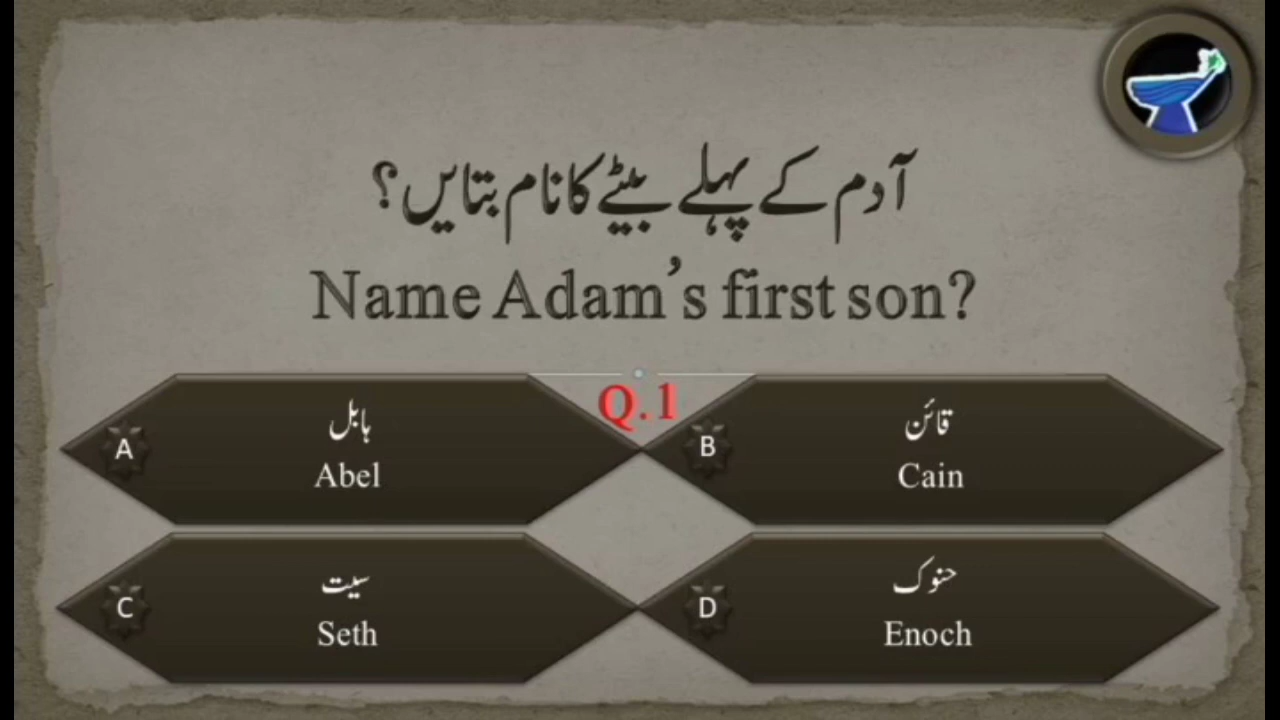 آدم کے پہلے بیٹے کا نام بتایں؟
Name Adam's first son?
Q.1
A
ہابل
Abel
B
قائن
Cain
C
سیت
Seth
D
حنوک
Enoch